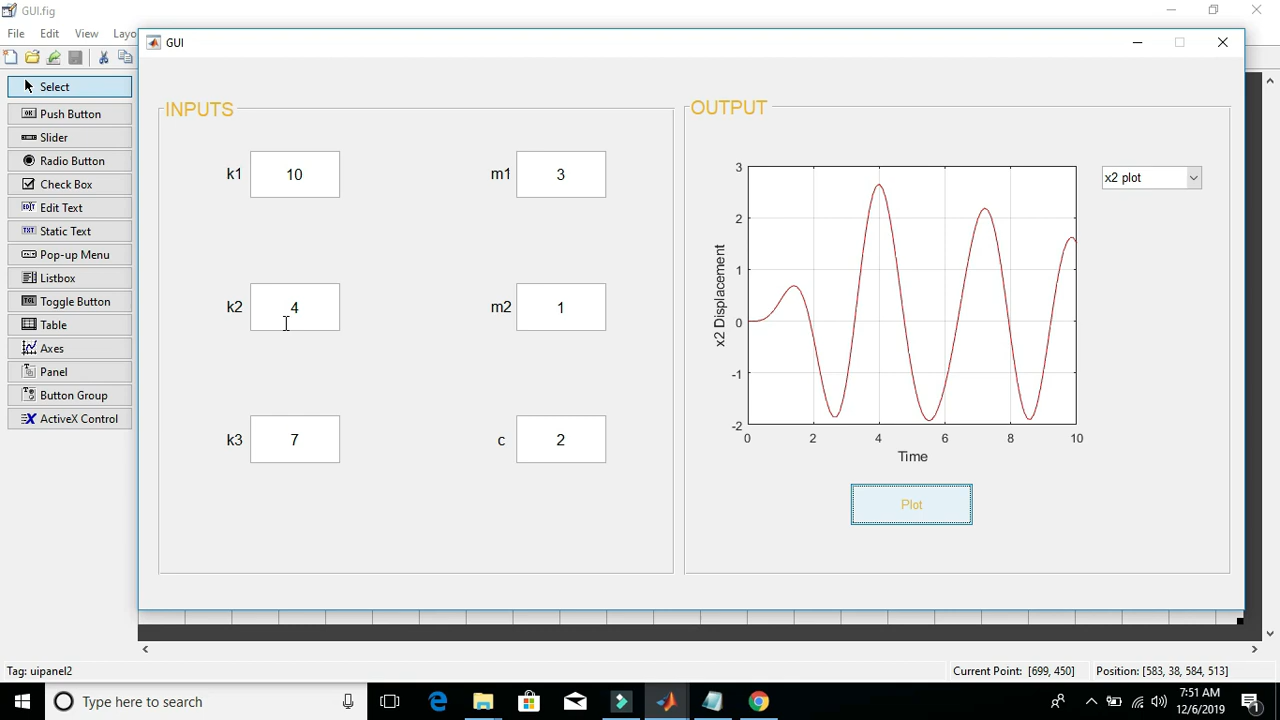 GUI.fig
File Edit View Layo
GUI
Select
Push Button
Slider
Radio Button
Check Box
Edit Text
Static Text
Pop-up Menu
Listbox
Toggle Button
Table
Axes
Panel
Button Group
ActiveX Control
INPUTS
k1 10
m1 3
k2 4
m2 1
k3 7
c 2
OUTPUT
x2 plot
3
2
1
0
-1
-2
x2 Displacement
0 2 4 6 8 10
Time
Plot
Tag: uipanel2
Current Point: [699, 450]
Position: [583, 38, 584, 513]
Type here to search
7:51 AM
12/6/2019
1